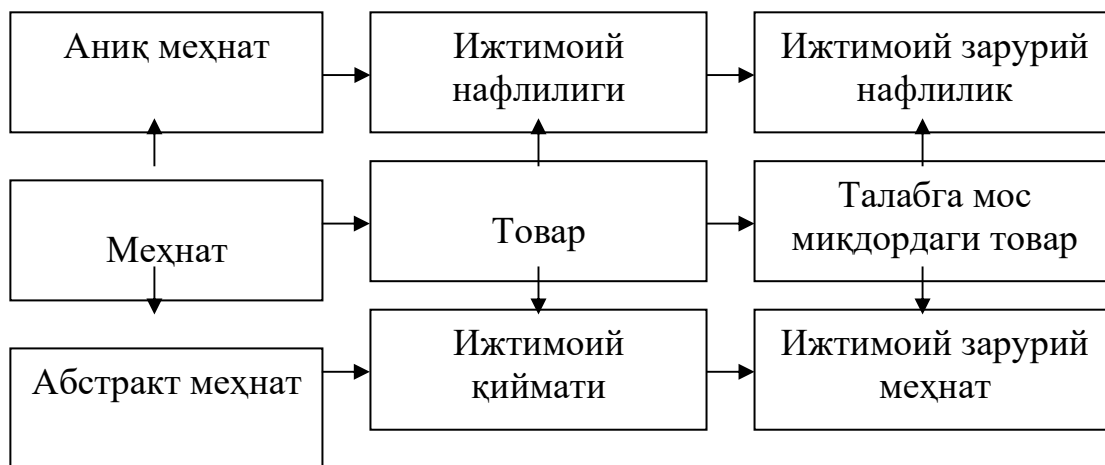 Аниқ меҳнат
Ижтимоий
нафлилиги
Ижтимоий зарурий
нафлилик
Меҳнат
Товар
Талабга мос
миқдордаги товар
Абстракт меҳнат
Ижтимоий
қиймати
Ижтимоий зарурий
меҳнат